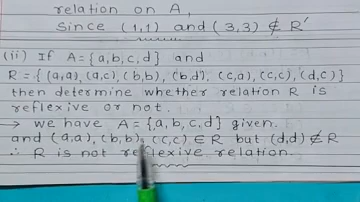 relation on A,
Since (1,1) and (3,3) ∉ R'
(ii) If A={a,b,c,d} and
R={(a,a),(a,c),(b,b),(b,d),(c,a),(c,c),(d,c)}
then determine whether relation R is
reflexive or not.
→ we have A={a,b,c,d} given.
and (a,a),(b,b),(c,c) ∈ R but (d,d) ∉ R
∴ R is not reflexive relation.